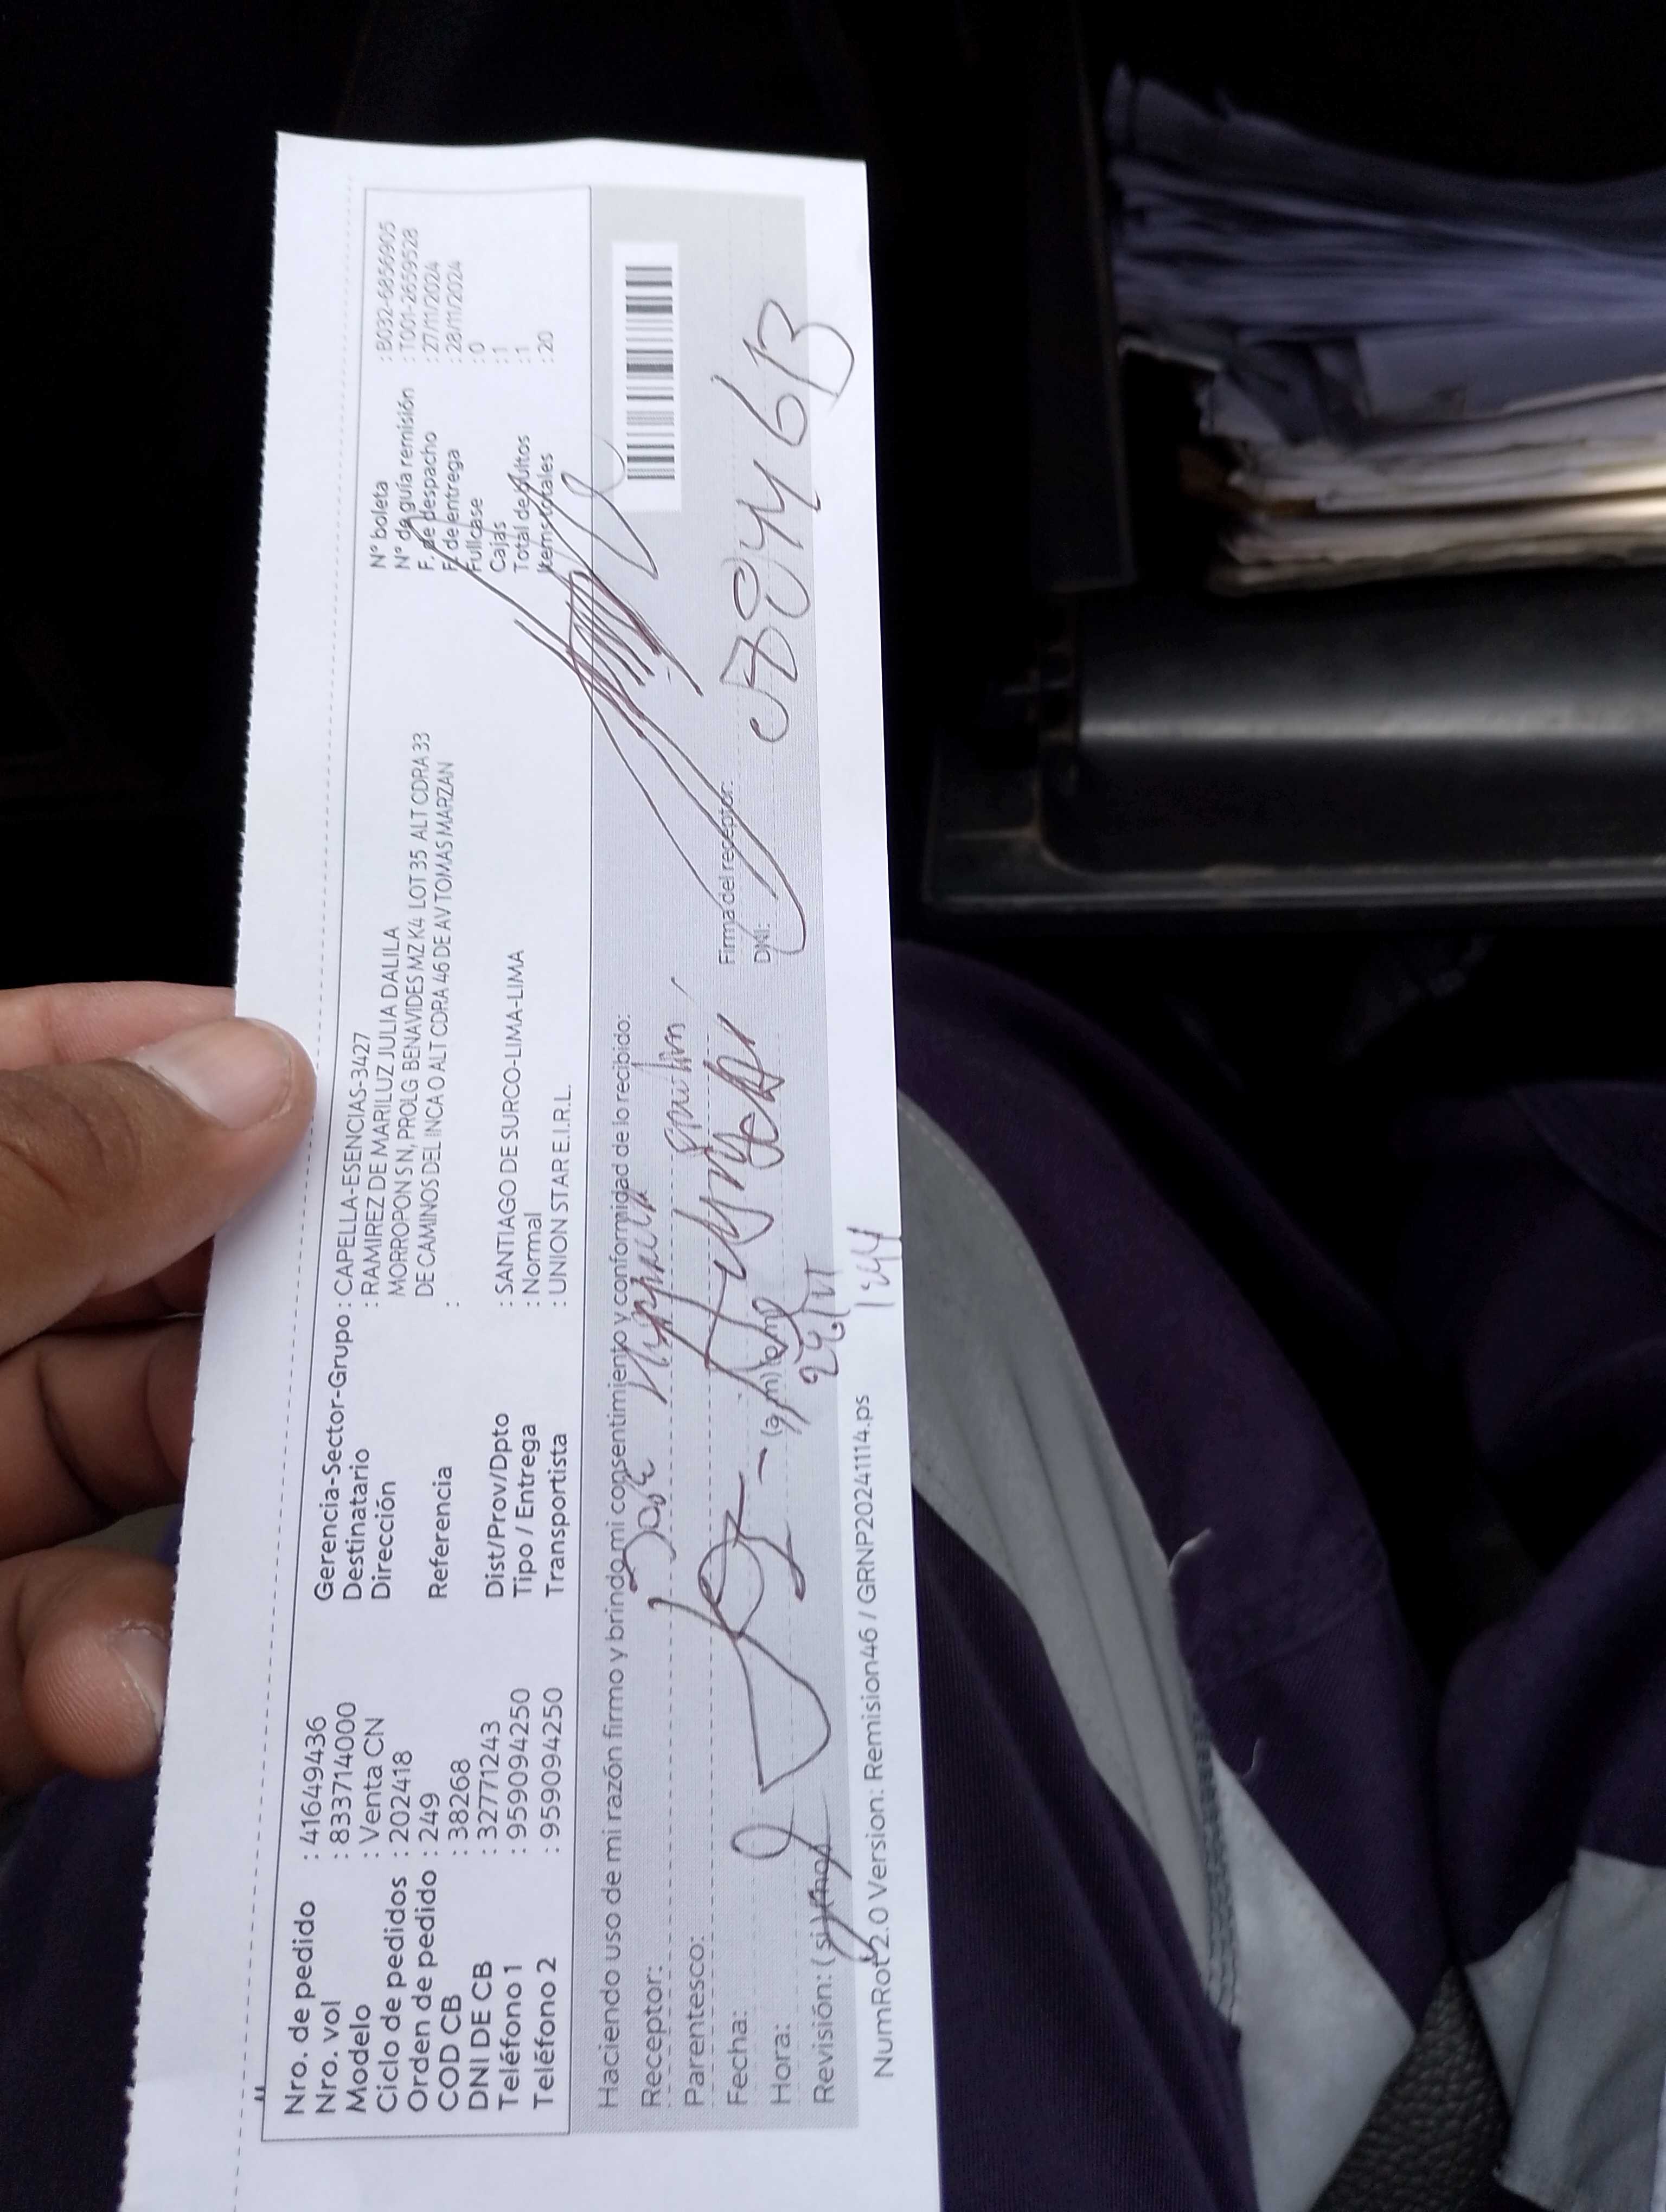 Nro. de pedido : 41649436
Nro. vol : 833714000
Modelo : Venta CN
Ciclo de pedidos : 202418
Orden de pedido : 249
COD CB : 38268
DNI DE CB : 32771243
Teléfono 1 : 959094250
Teléfono 2 : 959094250
Gerencia-Sector-Grupo : CAPELLA-ESENCIAS-3427
Destinatario : RAMIREZ DE MARILUZ JULIA DALILA
Dirección MORROPON S N, PROLG BENAVIDES MZ K4 LOT 35 ALT CDRA 33
DE CAMINOS DEL INCA O ALT CDRA 46 DE AV TOMAS MARZAN
Referencia :
Dist/Prov/Dpto : SANTIAGO DE SURCO-LIMA-LIMA
Tipo / Entrega : Normal
Transportista : UNION STAR E.I.R.L.
N° boleta : B032-6856905
N° de guía remisión : T001-2659528
F. de despacho : 27/11/2024
F. de entrega : 28/11/2024
Fullcase : 0
Cajas : 1
Total de bultos : 1
Items totales : 20
Haciendo uso de mi razón firmo y brindo mi consentimiento y conformidad de lo recibido:
Receptor: Jose
Parentesco:
Fecha:
Hora: (am)
Revisión: (si) (no)
Firma del receptor:
DNI:
NumRot 2.0 Version: Remision46 / GRNP20241114.ps